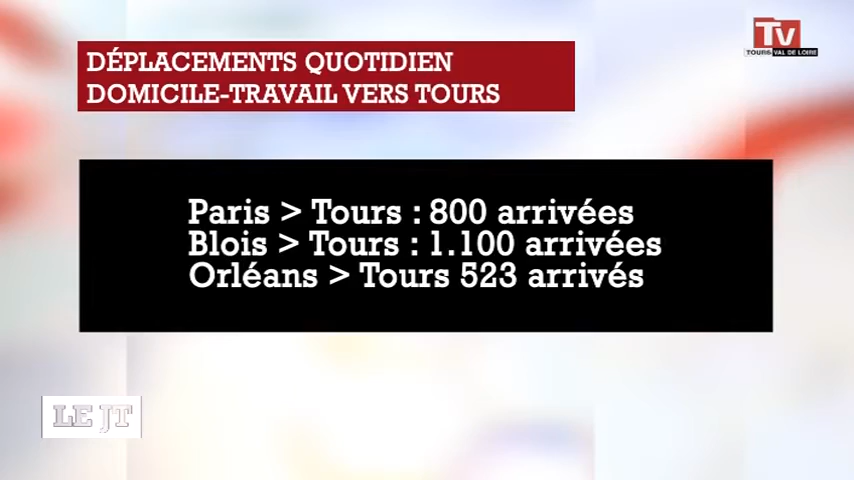 TV
TOURS VAL DE LOIRE
DÉPLACEMENTS QUOTIDIEN
DOMICILE-TRAVAIL VERS TOURS
Paris > Tours : 800 arrivées
Blois > Tours : 1.100 arrivées
Orléans > Tours 523 arrivés
LE JT